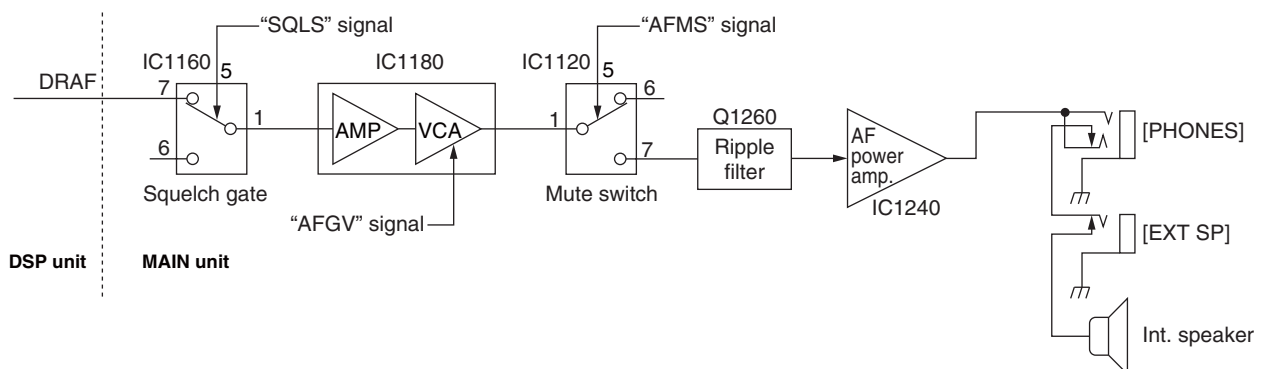 “SQLS” signal
“AFMS” signal
IC1160
5
IC1180
IC1120
5
DRAF
7
1
6
AMP
VCA
1
6
7
Squelch gate
Mute switch
“AFGV” signal
Q1260
Ripple
filter
AF
power
amp.
IC1240
[PHONES]
[EXT SP]
Int. speaker
DSP unit
MAIN unit